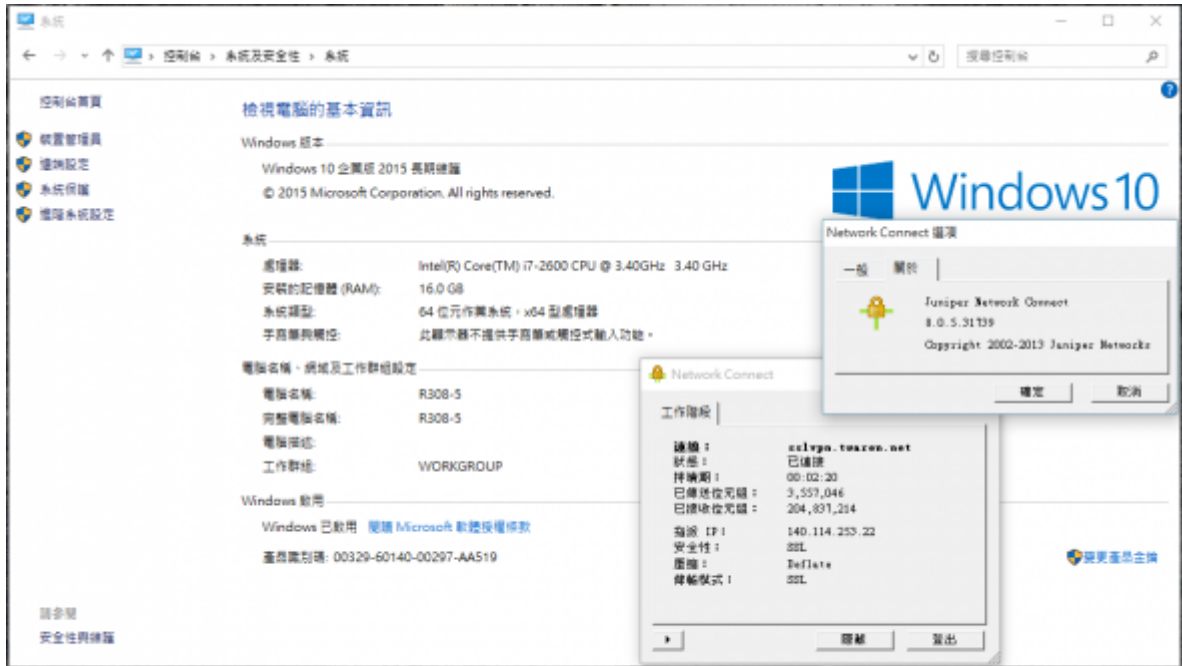 系統
控制台 › 系統及安全性 › 系統
搜尋控制台
控制台首頁
裝置管理員
遠端設定
系統保護
進階系統設定
檢視電腦的基本資訊
Windows 版本
Windows 10 企業版 2015 長期維護
© 2015 Microsoft Corporation. All rights reserved.
Windows 10
系統
處理器: Intel(R) Core(TM) i7-2600 CPU @ 3.40GHz 3.40 GHz
安裝的記憶體 (RAM): 16.0 GB
系統類型: 64 位元作業系統，x64 型處理器
手寫筆與觸控: 此顯示器不提供手寫筆或觸控式輸入功能。
電腦名稱、網域及工作群組設定
電腦名稱: R308-5
完整電腦名稱: R308-5
電腦描述:
工作群組: WORKGROUP
Windows 啟用
Windows 已啟用 閱讀 Microsoft 軟體授權條款
產品識別碼: 00329-60140-00297-AA519
變更產品金鑰
請參閱
安全性與維護
Network Connect 選項
一般 關於
Juniper Network Connect
8.0.5.31739
Copyright 2002-2013 Juniper Networks
確定 取消
Network Connect
工作階段
連線： sslvpn.twaren.net
狀態： 已連接
持續期： 00:02:20
已傳送位元組： 3,557,046
已接收位元組： 204,837,214
指派 IP： 140.114.253.22
安全性： SSL
壓縮： Deflate
傳輸模式： SSL
隱藏 登出